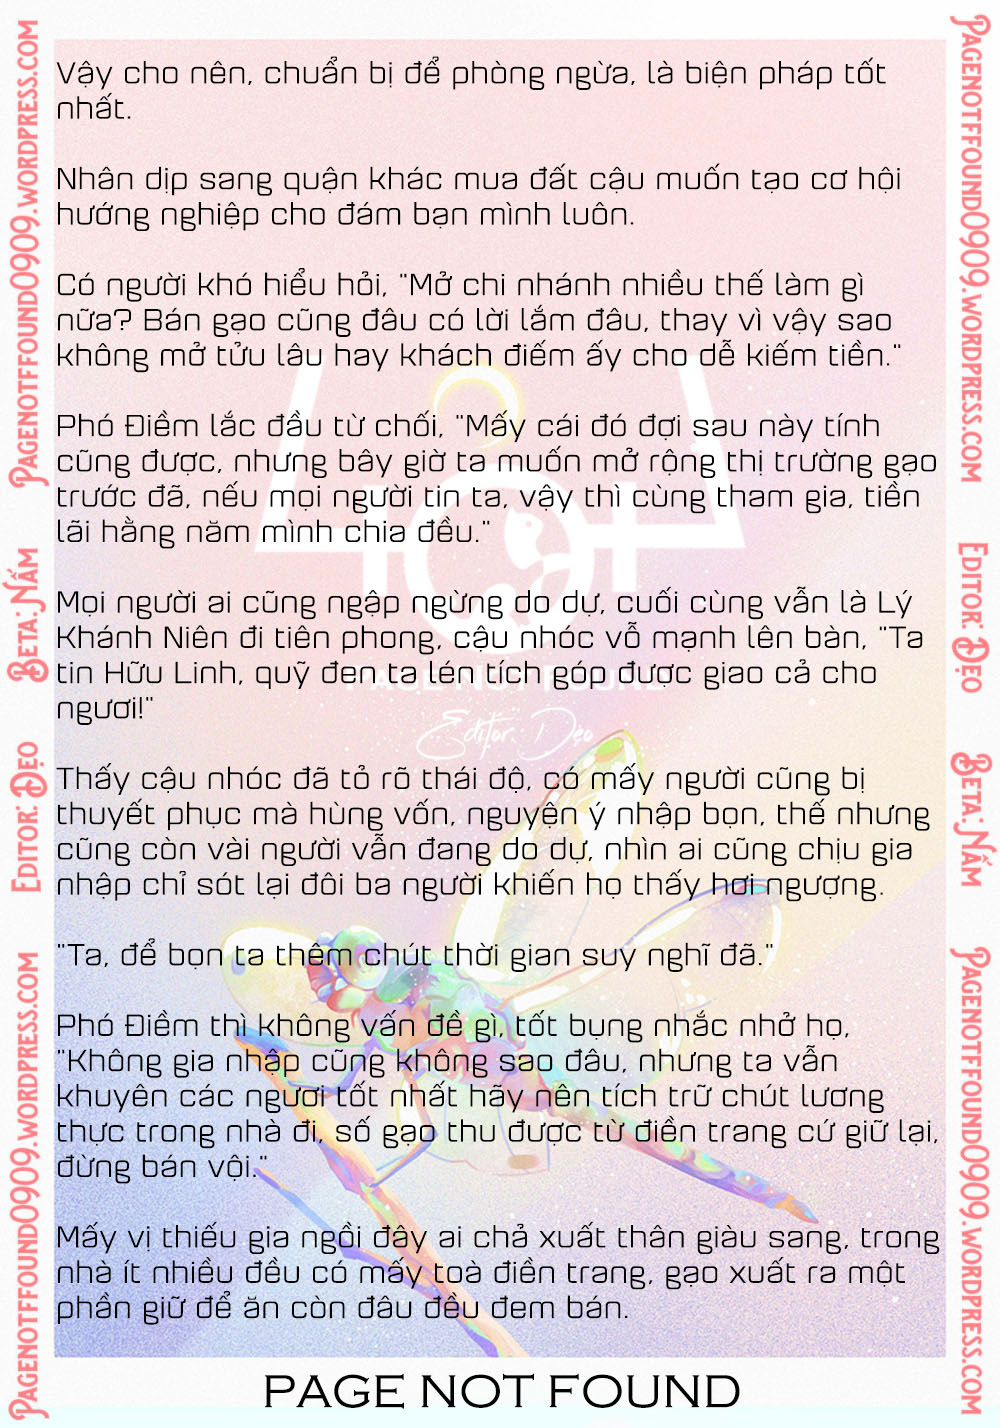 Vậy cho nên, chuẩn bị để phòng ngừa, là biện pháp tốt
nhất.
Nhân dịp sang quận khác mua đất cậu muốn tạo cơ hội
hướng nghiệp cho đám bạn mình luôn.
Có người khó hiểu hỏi, "Mở chi nhánh nhiều thế làm gì
nữa? Bán gạo cũng đâu có lời lắm đâu, thay vì vậy sao
không mở tửu lâu hay khách điếm ấy cho dễ kiếm tiền."
Phó Điềm lắc đầu từ chối, "Mấy cái đó đợi sau này tính
cũng được, nhưng bây giờ ta muốn mở rộng thị trường gạo
trước đã, nếu mọi người tin ta, vậy thì cùng tham gia, tiền
lãi hằng năm mình chia đều."
Mọi người ai cũng ngập ngừng do dự, cuối cùng vẫn là Lý
Khánh Niên đi tiên phong, cậu nhóc vỗ mạnh lên bàn, "Ta
tin Hữu Linh, quỹ đen ta lén tích góp được giao cả cho
ngươi!"
PAGE NOT FOUND
Editor: Dẹo
Thấy cậu nhóc đã tỏ rõ thái độ, có mấy người cũng bị
thuyết phục mà hùng vốn, nguyện ý nhập bọn, thế nhưng
cũng còn vài người vẫn đang do dự, nhìn ai cũng chịu gia
nhập chỉ sót lại đôi ba người khiến họ thấy hơi ngượng.
"Ta, để bọn ta thêm chút thời gian suy nghĩ đã."
Phó Điềm thì không vấn đề gì, tốt bụng nhắc nhở họ,
"Không gia nhập cũng không sao đâu, nhưng ta vẫn
khuyên các ngươi tốt nhất hãy nên tích trữ chút lương
thực trong nhà đi, số gạo thu được từ điền trang cứ giữ lại,
đừng bán vội."
Mấy vị thiếu gia ngồi đây ai chả xuất thân giàu sang, trong
nhà ít nhiều đều có mấy toà điền trang, gạo xuất ra một
phần giữ để ăn còn đâu đều đem bán.
PAGE NOT FOUND
Pagenotffound0909.wordpress.com
Editor: Dẹo
Beta: Nấm
Pagenotffound0909.wordpress.com
Pagenotffound0909.wordpress.com
Editor: Dẹo
Beta: Nấm
Pagenotffound0909.wordpress.com